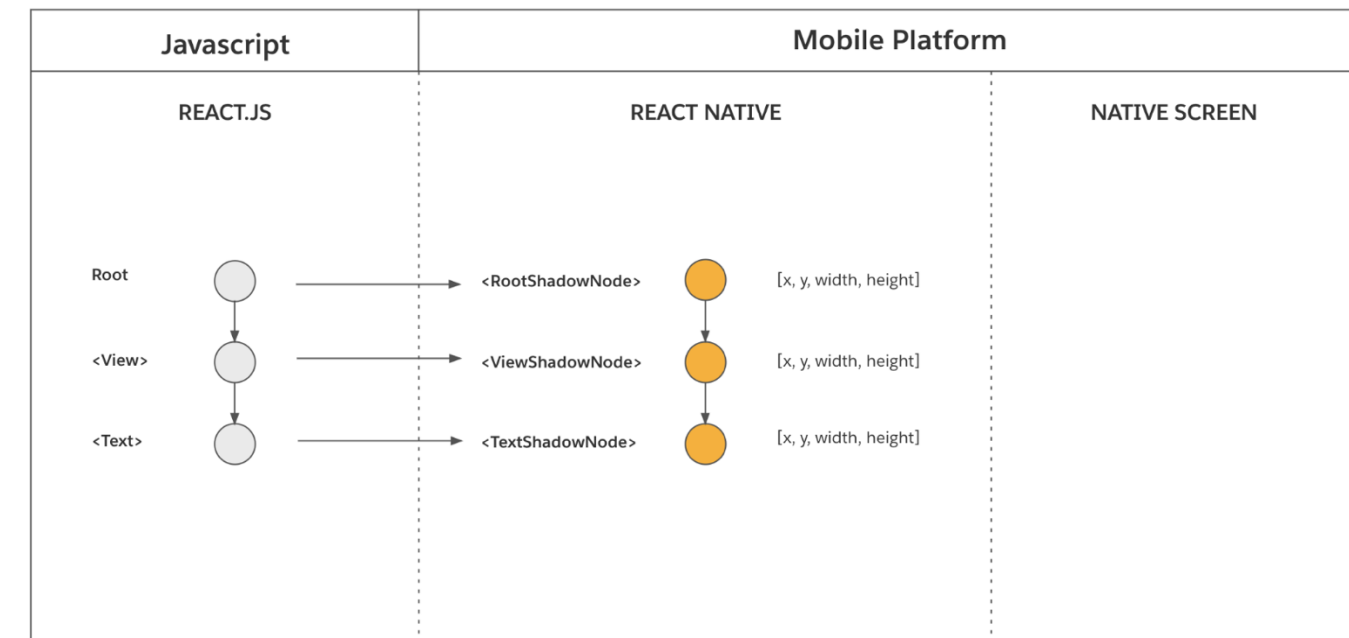 Javascript
Mobile Platform
REACT.JS
REACT NATIVE
NATIVE SCREEN
Root
<RootShadowNode>
[x, y, width, height]
<View>
<ViewShadowNode>
[x, y, width, height]
<Text>
<TextShadowNode>
[x, y, width, height]